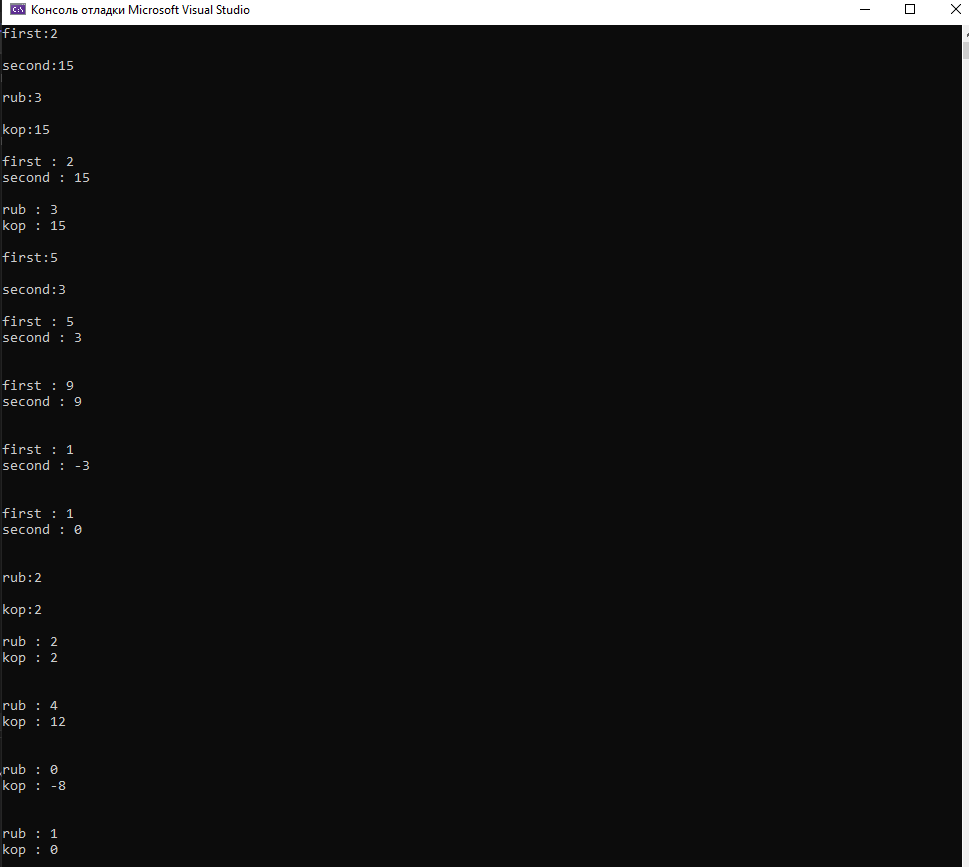 Консоль отладки Microsoft Visual Studio
first:2
second:15
rub:3
kop:15
first : 2
second : 15
rub : 3
kop : 15
first:5
second:3
first : 5
second : 3
first : 9
second : 9
first : 1
second : -3
first : 1
second : 0
rub:2
kop:2
rub : 2
kop : 2
rub : 4
kop : 12
rub : 0
kop : -8
rub : 1
kop : 0